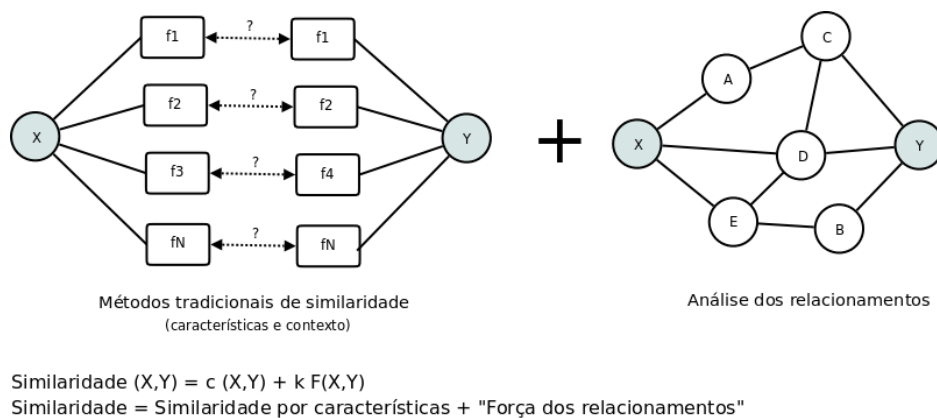 f1
?
f1
f2
?
f2
X
Y
f3
?
f4
fN
?
fN
Métodos tradicionais de similaridade
(características e contexto)
+
C
A
X
D
Y
E
B
Análise dos relacionamentos
Similaridade (X,Y) = c (X,Y) + k F(X,Y)
Similaridade = Similaridade por características + "Força dos relacionamentos"